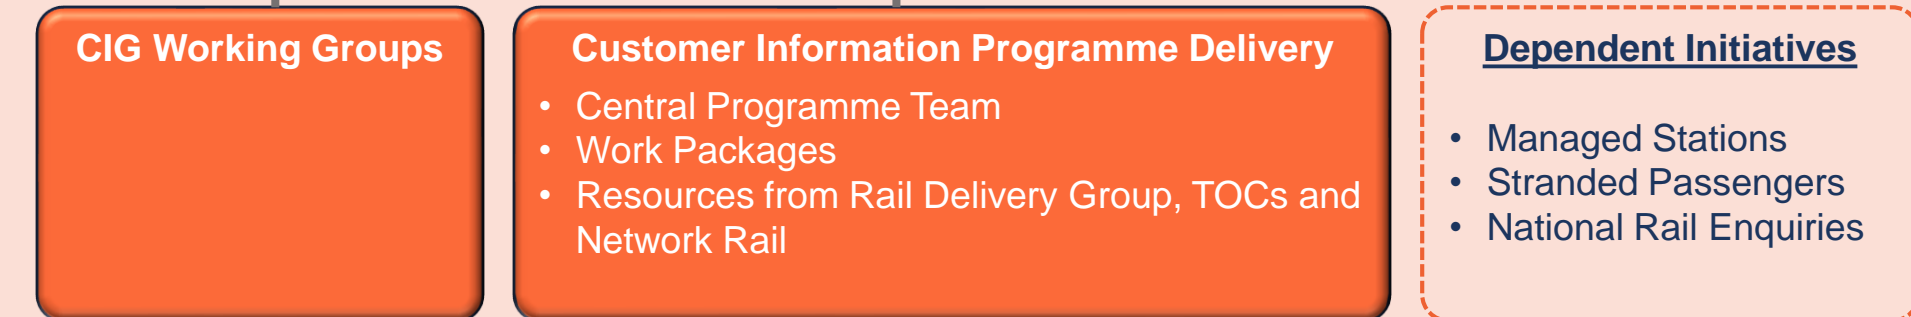 CIG Working Groups
Customer Information Programme Delivery
• Central Programme Team
• Work Packages
• Resources from Rail Delivery Group, TOCs and
Network Rail
Dependent Initiatives
• Managed Stations
• Stranded Passengers
• National Rail Enquiries